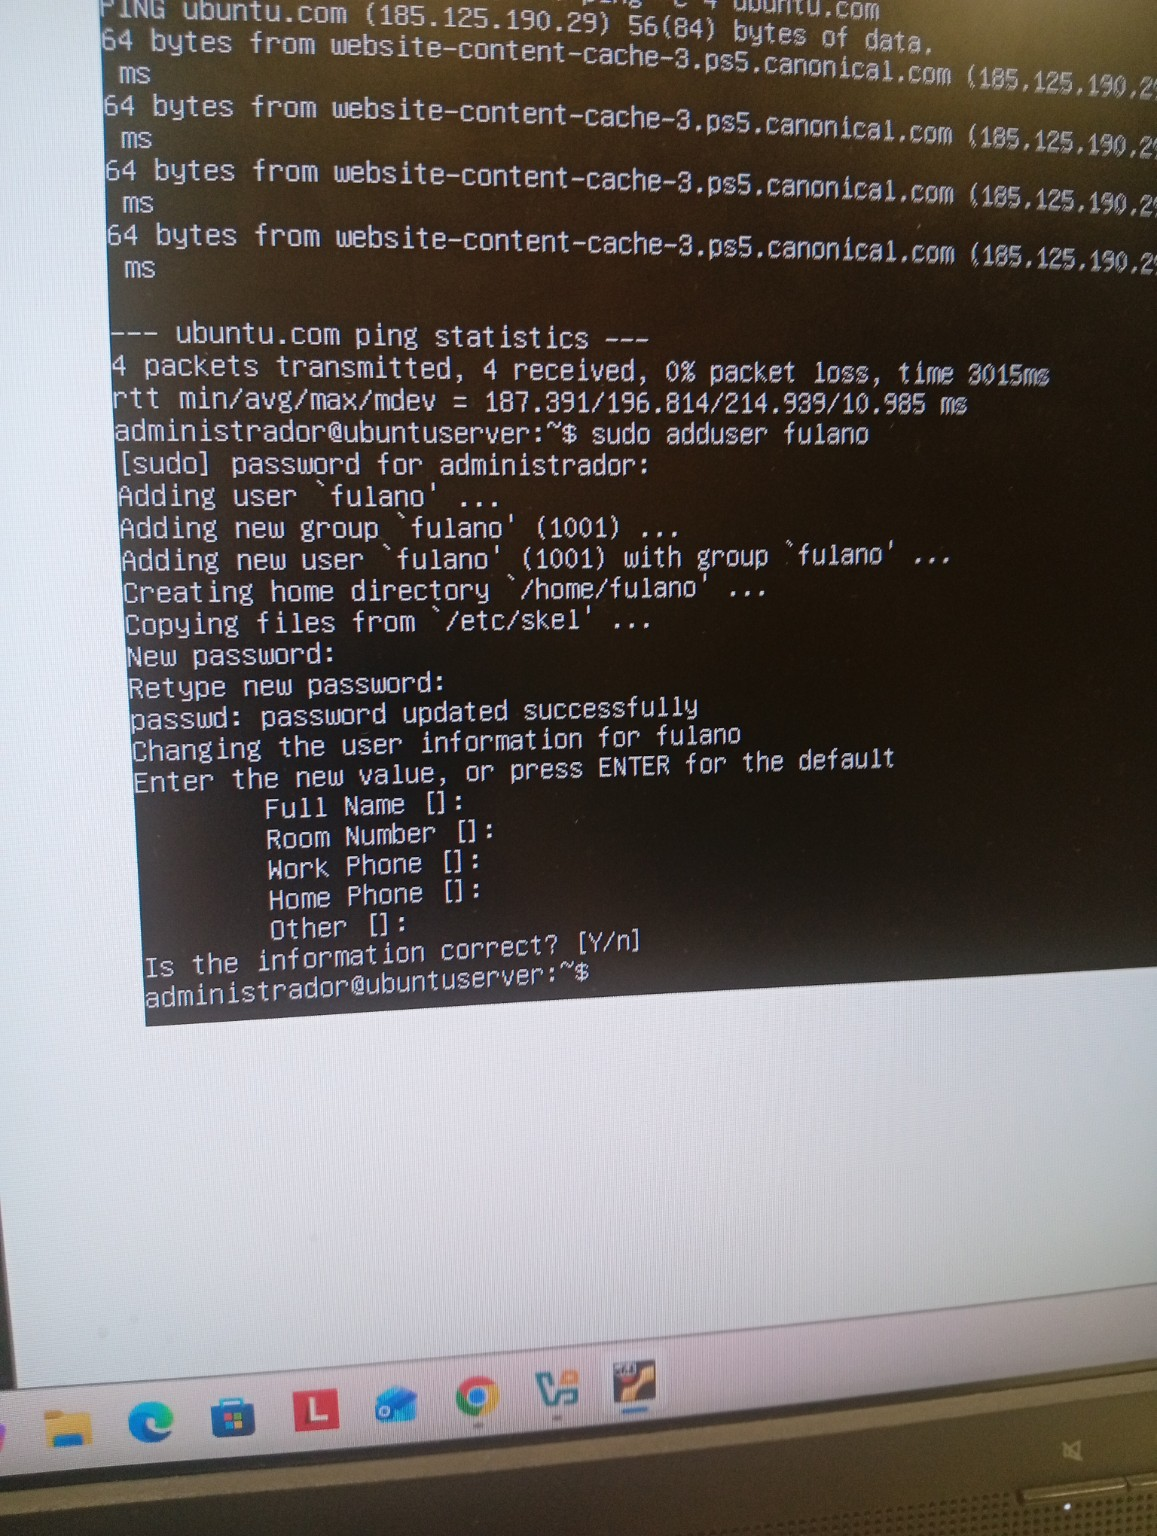 PING ubuntu.com (185.125.190.29) 56(84) bytes of data.
64 bytes from website-content-cache-3.ps5.canonical.com (185.125.190.29
ms
64 bytes from website-content-cache-3.ps5.canonical.com (185.125.190.29
ms
64 bytes from website-content-cache-3.ps5.canonical.com (185.125.190.29
ms
64 bytes from website-content-cache-3.ps5.canonical.com (185.125.190.29
ms
--- ubuntu.com ping statistics ---
4 packets transmitted, 4 received, 0% packet loss, time 3015ms
rtt min/avg/max/mdev = 187.391/196.814/214.939/10.985 ms
administrador@ubuntuserver:~$ sudo adduser fulano
[sudo] password for administrador:
Adding user `fulano' ...
Adding new group `fulano' (1001) ...
Adding new user `fulano' (1001) with group `fulano' ...
Creating home directory `/home/fulano' ...
Copying files from `/etc/skel' ...
New password:
Retype new password:
passwd: password updated successfully
Changing the user information for fulano
Enter the new value, or press ENTER for the default
Full Name []:
Room Number []:
Work Phone []:
Home Phone []:
Other []:
Is the information correct? [Y/n]
administrador@ubuntuserver:~$
L